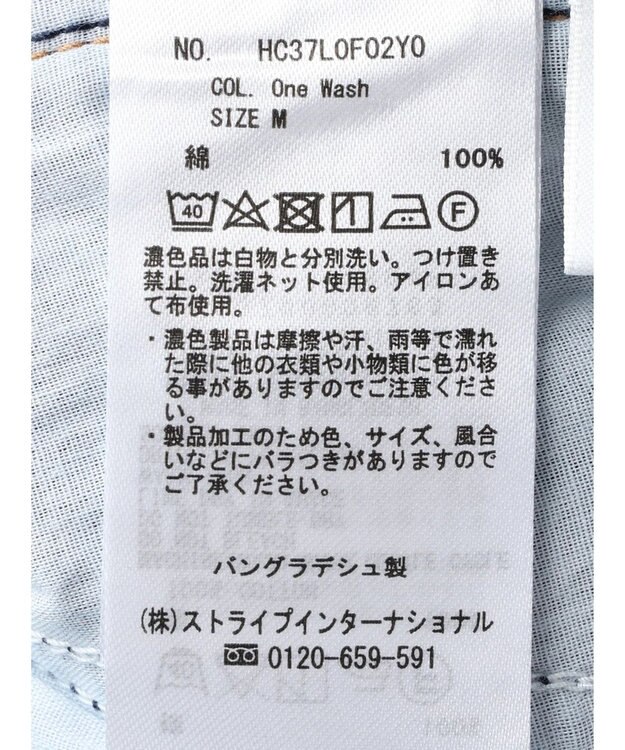 NO. HC37L0F02Y0
COL. One Wash
SIZE M
綿 100%
40 F
濃色品は白物と分別洗い。つけ置き
禁止。洗濯ネット使用。アイロンあ
て布使用。
・濃色製品は摩擦や汗、雨等で濡れ
た際に他の衣類や小物類に色が移
る事がありますのでご注意くださ
い。
・製品加工のため色、サイズ、風合
いなどにバラつきがありますので
ご了承ください。
バングラデシュ製
(株)ストライプインターナショナル
0120-659-591